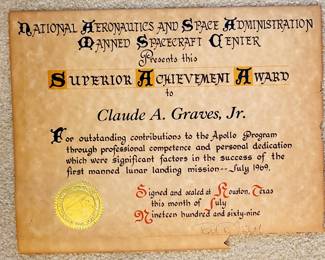 National Aeronautics and Space Administration
Manned Spacecraft Center
Presents this
Superior Achievement Award
to
Claude A. Graves, Jr.
For outstanding contributions to the Apollo Program
through professional competence and personal dedication
which were significant factors in the success of the
first manned lunar landing mission—July 1969.
Signed and sealed at Houston, Texas
this month of July
Nineteen hundred and sixty-nine